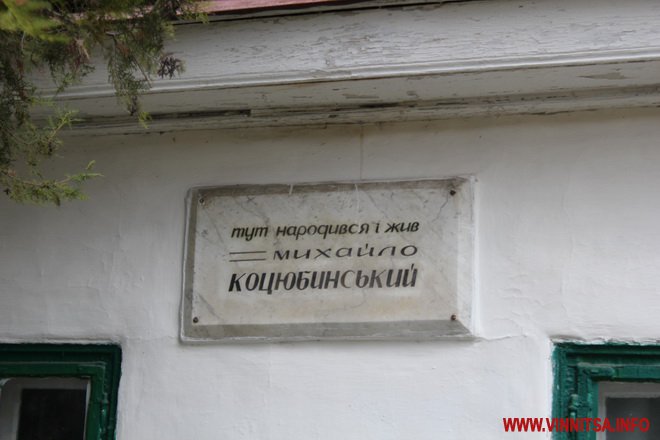 тут народився і жив
михайло
КОЦЮБИНСЬКИЙ
WWW.VINNITSA.INFO